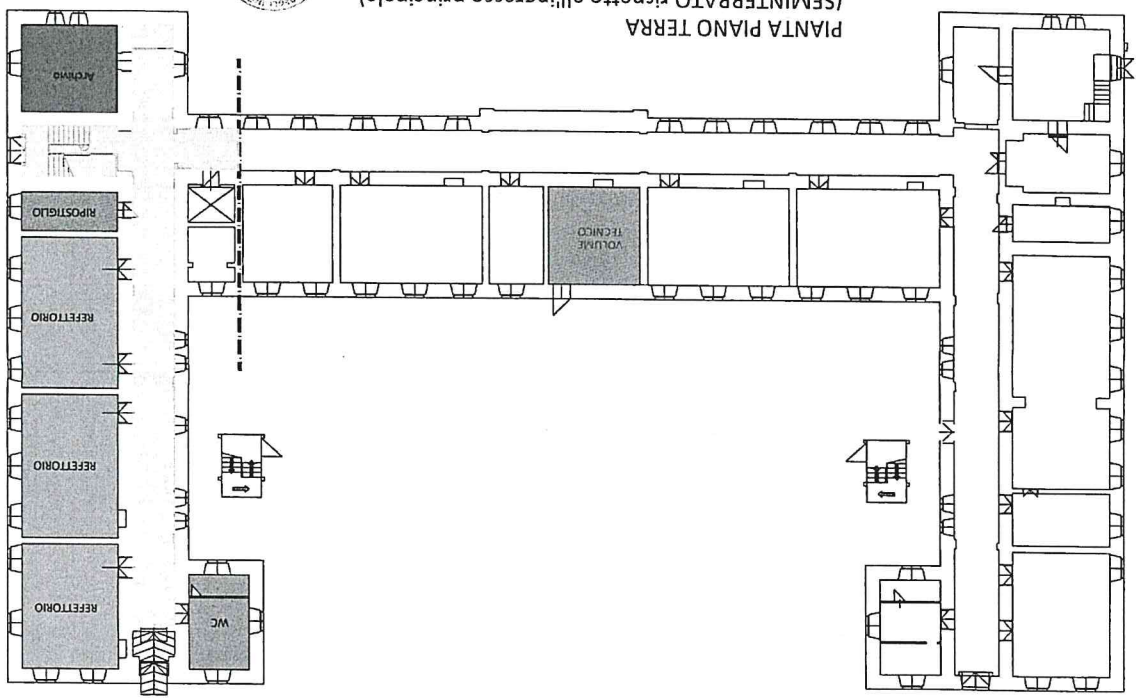 WC
REFETTORIO
REFETTORIO
REFETTORIO
VOLUME
TECNICO
RIPOSTIGLIO
Archivio
PIANTA PIANO TERRA
(SEMINTERRATO rispetto all'ingresso principale)